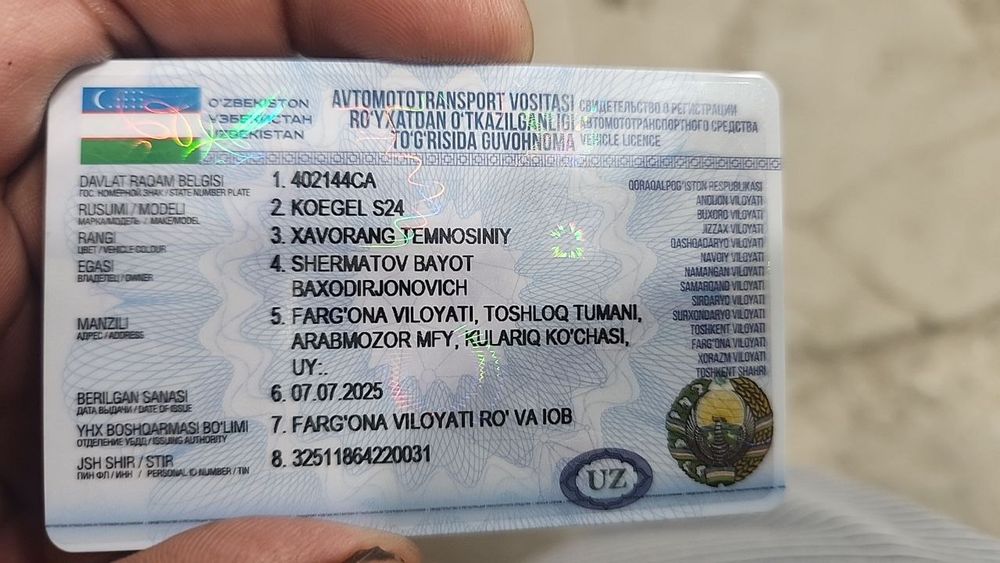 O'ZBEKISTON
ЎЗБЕКИСТАН
UZBEKISTAN
AVTOMOTOTRANSPORT VOSITASI
RO'YXATDAN O'TKAZILGANLIGI
TO'G'RISIDA GUVOHNOMA
СВИДЕТЕЛЬСТВО О РЕГИСТРАЦИИ
АВТОМОТОТРАНСПОРТНОГО СРЕДСТВА
VEHICLE LICENCE
DAVLAT RAQAM BELGISI 1. 402144CA
ГОС. НОМЕРНОЙ ЗНАК / STATE NUMBER PLATE
RUSUMI / MODELI 2. KOEGEL S24
МАРКА/МОДЕЛЬ / MAKE/MODEL
RANGI 3. XAVORANG TEMNOSINIY
ЦВЕТ / VEHICLE COLOUR
EGASI 4. SHERMATOV BAYOT
ВЛАДЕЛЕЦ / OWNER
BAXODIRJONOVICH
MANZILI 5. FARG'ONA VILOYATI, TOSHLOQ TUMANI,
АДРЕС / ADDRESS
ARABMOZOR MFY, KULARIQ KO'CHASI,
UY:.
BERILGAN SANASI 6. 07.07.2025
ДАТА ВЫДАЧИ / DATE OF ISSUE
YHX BOSHQARMASI BO'LIMI 7. FARG'ONA VILOYATI RO' VA IOB
ОТДЕЛЕНИЕ УБДД / ISSUING AUTHORITY
JSH SHIR / STIR 8. 32511864220031
ПИН ФЛ / ИНН / PERSONAL ID NUMBER / TIN
QORAQALPOG'ISTON RESPUBLIKASI
ANDIJON VILOYATI
BUXORO VILOYATI
JIZZAX VILOYATI
QASHQADARYO VILOYATI
NAVOIY VILOYATI
NAMANGAN VILOYATI
SAMARQAND VILOYATI
SIRDARYO VILOYATI
SURXONDARYO VILOYATI
TOSHKENT VILOYATI
FARG'ONA VILOYATI
XORAZM VILOYATI
TOSHKENT SHAHRI
UZ